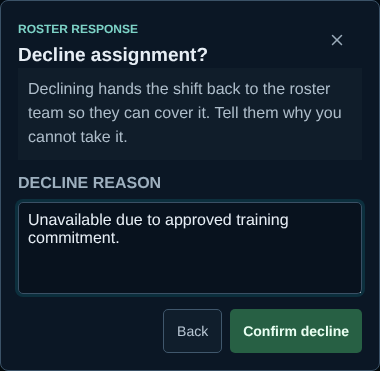 ROSTER RESPONSE
Decline assignment?
Declining hands the shift back to the roster
team so they can cover it. Tell them why you
cannot take it.
DECLINE REASON
Unavailable due to approved training
commitment.
Back
Confirm decline